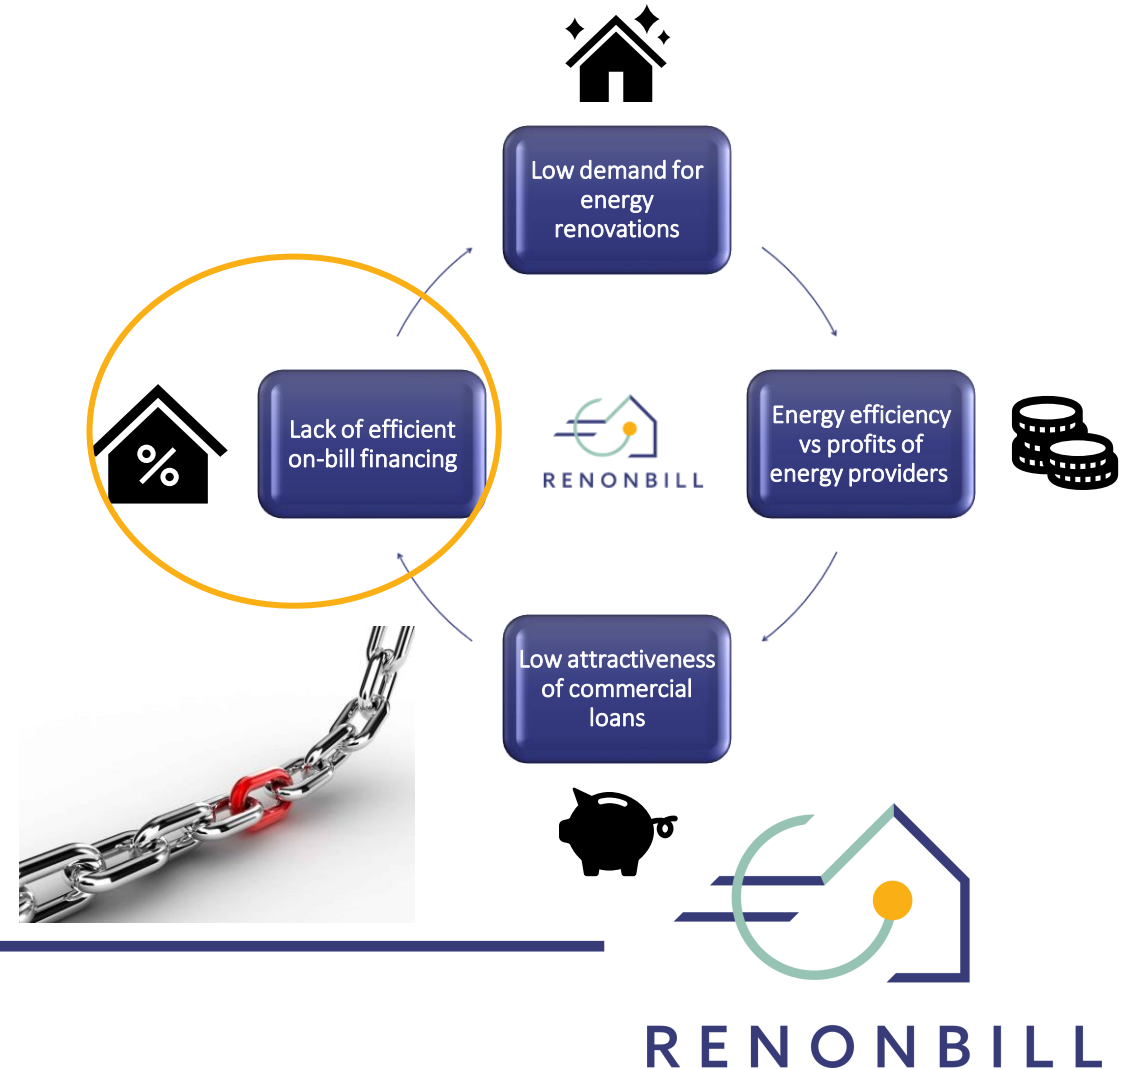 Low demand for
energy
renovations
Lack of efficient
on-bill financing
%
RENONBILL
Energy efficiency
vs profits of
energy providers
Low attractiveness
of commercial
loans
RENONBILL